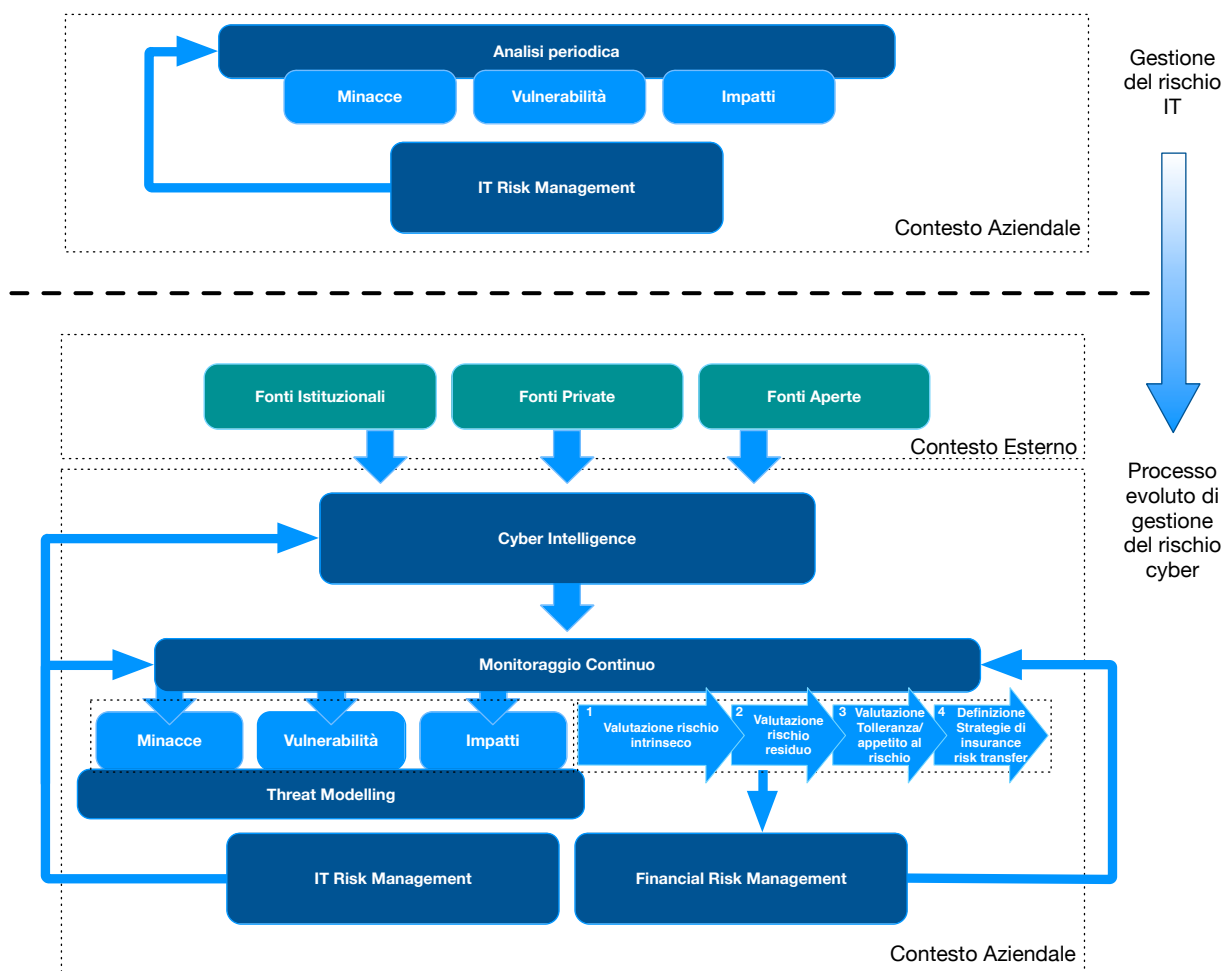 Analisi periodica
Minacce
Vulnerabilità
Impatti
IT Risk Management
Contesto Aziendale
Gestione
del rischio
IT
Fonti Istituzionali
Fonti Private
Fonti Aperte
Contesto Esterno
Processo
evoluto di
gestione
del rischio
cyber
Cyber Intelligence
Monitoraggio Continuo
Minacce
Vulnerabilità
Impatti
Threat Modelling
1
Valutazione rischio
intrinseco
2
Valutazione
rischio
residuo
3
Valutazione
Tolleranza/
appetito al
rischio
4
Definizione
Strategie di
insurance
risk transfer
IT Risk Management
Financial Risk Management
Contesto Aziendale